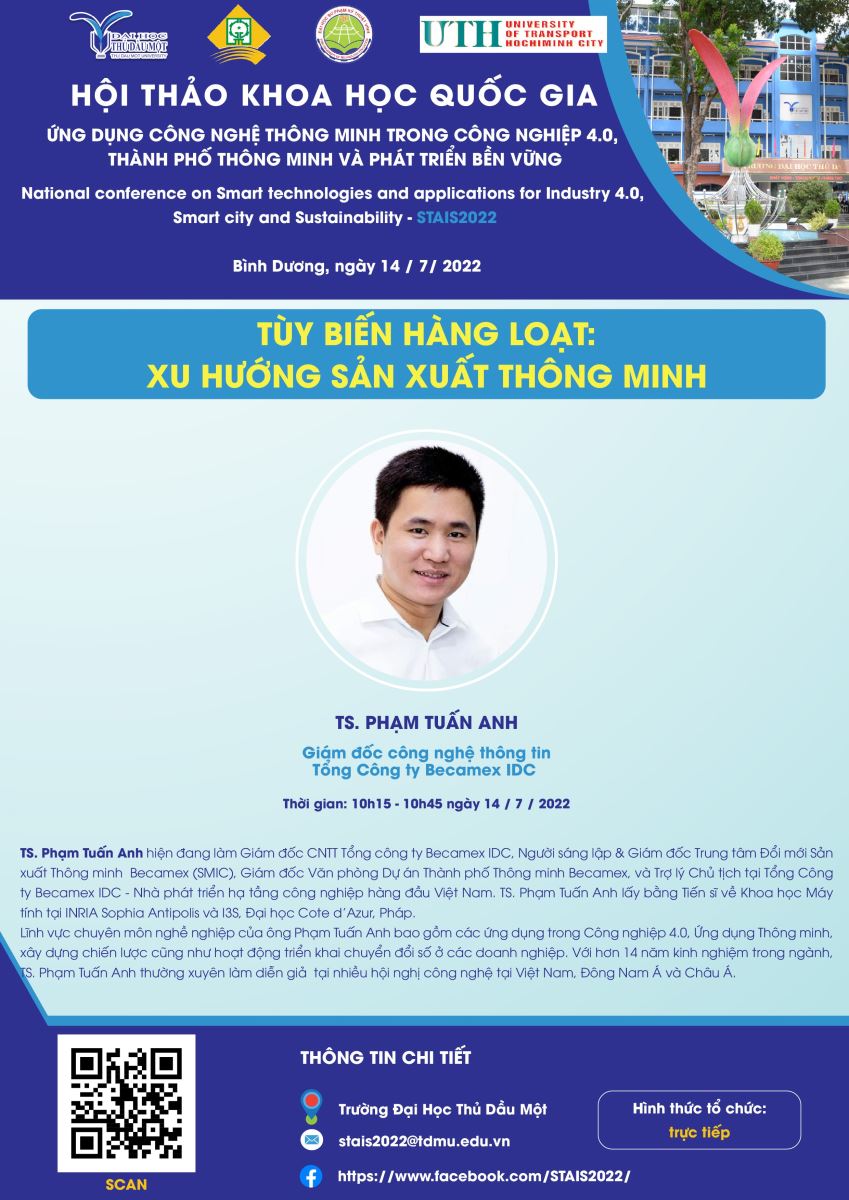 ĐẠI HỌC
THỦ DẦU MỘT
THU DAU MOT UNIVERSITY
UTH UNIVERSITY
OF TRANSPORT
HOCHIMINH CITY
HỘI THẢO KHOA HỌC QUỐC GIA
ỨNG DỤNG CÔNG NGHỆ THÔNG MINH TRONG CÔNG NGHIỆP 4.0,
THÀNH PHỐ THÔNG MINH VÀ PHÁT TRIỂN BỀN VỮNG
National conference on Smart technologies and applications for Industry 4.0,
Smart city and Sustainability - STAIS2022
Bình Dương, ngày 14 / 7/ 2022
TÙY BIẾN HÀNG LOẠT:
XU HƯỚNG SẢN XUẤT THÔNG MINH
TS. PHẠM TUẤN ANH
Giám đốc công nghệ thông tin
Tổng Công ty Becamex IDC
Thời gian: 10h15 - 10h45 ngày 14 / 7 / 2022
TS. Phạm Tuấn Anh hiện đang làm Giám đốc CNTT Tổng công ty Becamex IDC, Người sáng lập & Giám đốc Trung tâm Đổi mới Sản
xuất Thông minh Becamex (SMIC), Giám đốc Văn phòng Dự án Thành phố Thông minh Becamex, và Trợ lý Chủ tịch tại Tổng Công
ty Becamex IDC - Nhà phát triển hạ tầng công nghiệp hàng đầu Việt Nam. TS. Phạm Tuấn Anh lấy bằng Tiến sĩ về Khoa học Máy
tính tại INRIA Sophia Antipolis và I3S, Đại học Cote d'Azur, Pháp.
Lĩnh vực chuyên môn nghề nghiệp của ông Phạm Tuấn Anh bao gồm các ứng dụng trong Công nghiệp 4.0, Ứng dụng Thông minh,
xây dựng chiến lược cũng như hoạt động triển khai chuyển đổi số ở các doanh nghiệp. Với hơn 14 năm kinh nghiệm trong ngành,
TS. Phạm Tuấn Anh thường xuyên làm diễn giả tại nhiều hội nghị công nghệ tại Việt Nam, Đông Nam Á và Châu Á.
THÔNG TIN CHI TIẾT
Trường Đại Học Thủ Dầu Một
stais2022@tdmu.edu.vn
https://www.facebook.com/STAIS2022/
Hình thức tổ chức:
trực tiếp
SCAN